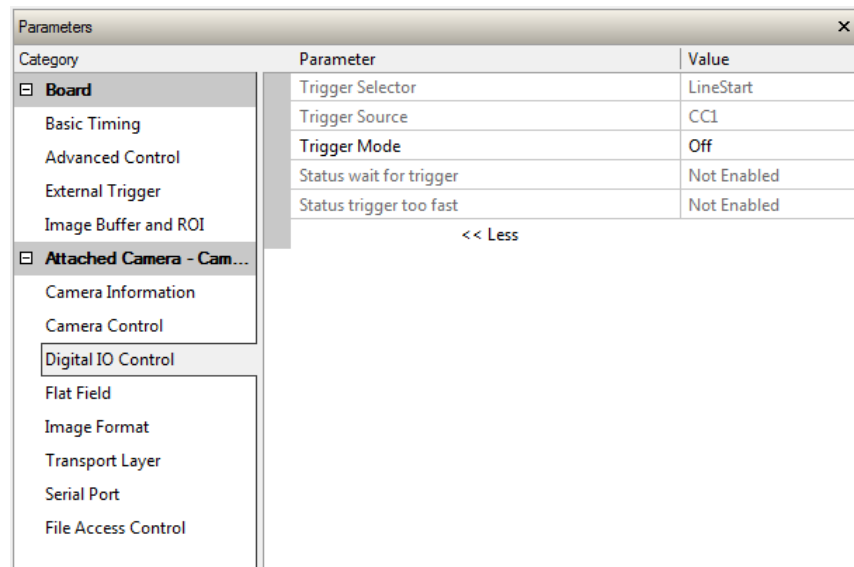 Parameters ×
Category Parameter Value
Board Trigger Selector LineStart
Basic Timing Trigger Source CC1
Advanced Control Trigger Mode Off
External Trigger Status wait for trigger Not Enabled
Image Buffer and ROI Status trigger too fast Not Enabled
<< Less
Attached Camera - Cam...
Camera Information
Camera Control
Digital IO Control
Flat Field
Image Format
Transport Layer
Serial Port
File Access Control